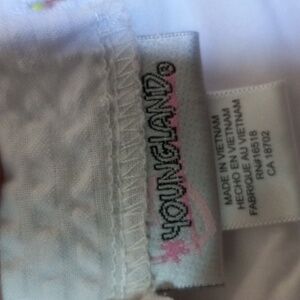 YOUNGLAND®
MADE IN VIETNAM
HECHO EN VIETNAM
FABRIQUE AU VIETNAM
RN#16518
CA 18702